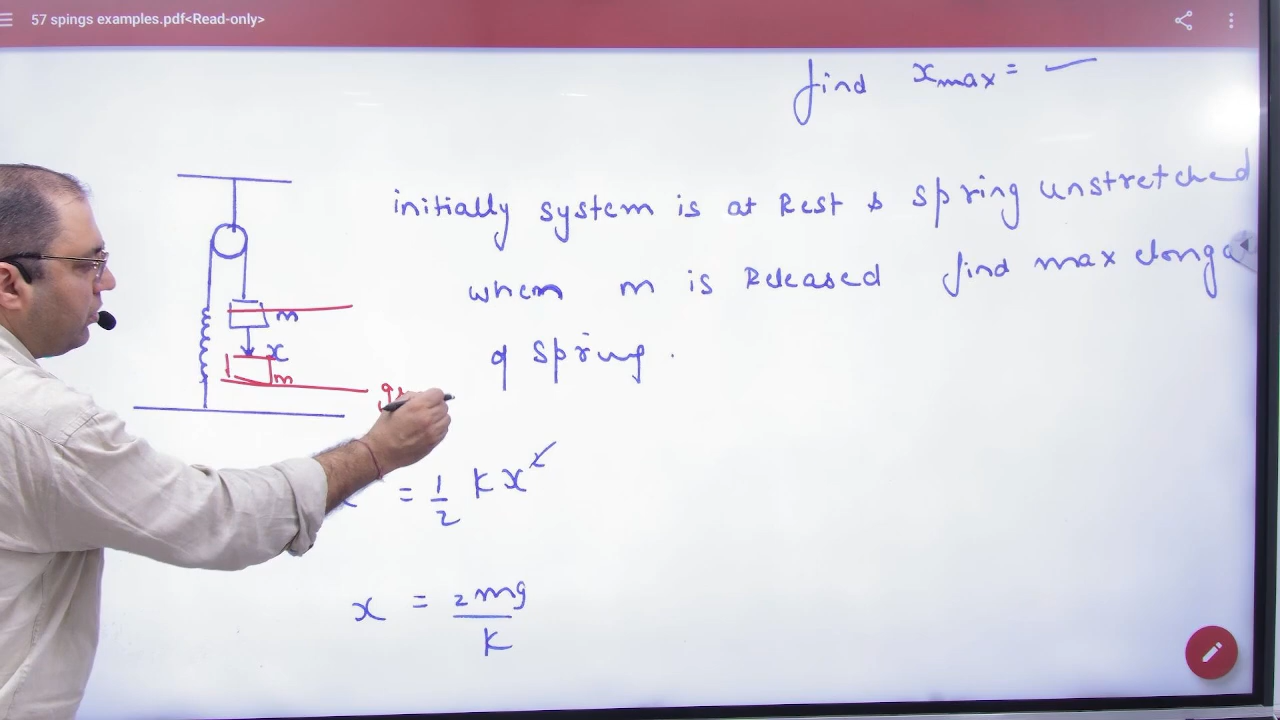 57 spings examples.pdf<Read-only>
find xmax =
initially system is at Rest & spring unstretched
when m is Released find max elonga
of spring.
m
x
m
= 1/2 kx²
x = 2mg/k